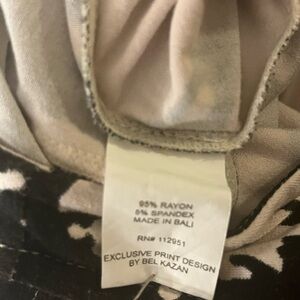 95% RAYON
5% SPANDEX
MADE IN BALI
RN# 112951
EXCLUSIVE PRINT DESIGN
BY BEL KAZAN